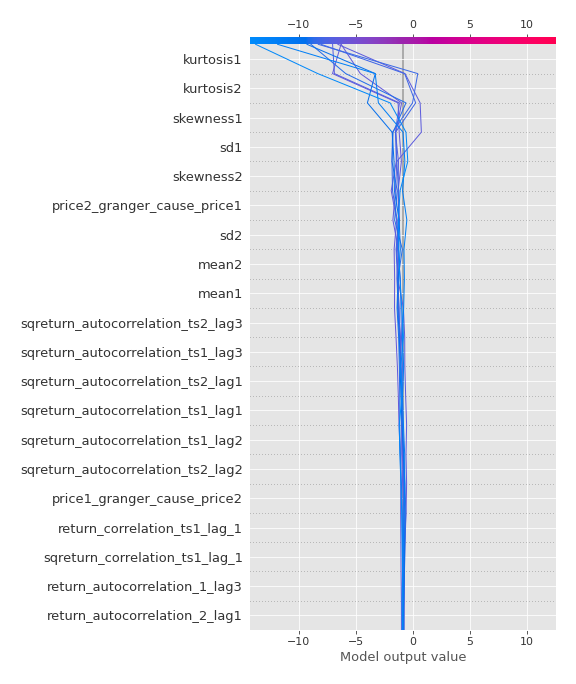 −10 −5 0 5 10
kurtosis1
kurtosis2
skewness1
sd1
skewness2
price2_granger_cause_price1
sd2
mean2
mean1
sqreturn_autocorrelation_ts2_lag3
sqreturn_autocorrelation_ts1_lag3
sqreturn_autocorrelation_ts2_lag1
sqreturn_autocorrelation_ts1_lag1
sqreturn_autocorrelation_ts1_lag2
sqreturn_autocorrelation_ts2_lag2
price1_granger_cause_price2
return_correlation_ts1_lag_1
sqreturn_correlation_ts1_lag_1
return_autocorrelation_1_lag3
return_autocorrelation_2_lag1
−10 −5 0 5 10
Model output value